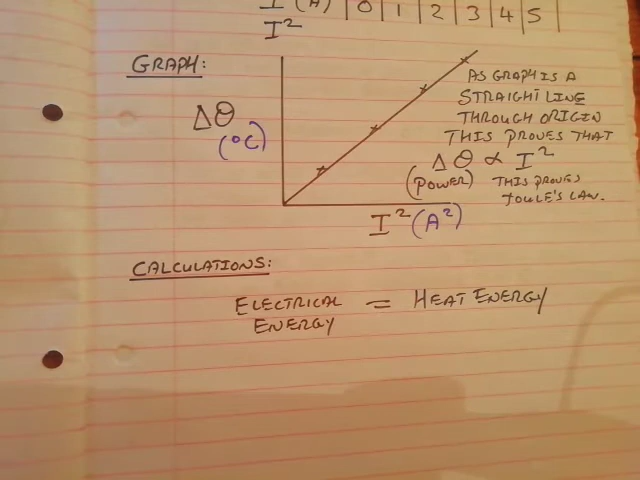 I (A) | 0 | 1 | 2 | 3 | 4 | 5 |
I²
GRAPH:
Δθ
(°C)
I² (A²)
AS GRAPH IS A
STRAIGHT LINE
THROUGH ORIGIN
THIS PROVES THAT
Δθ ∝ I²
(POWER) THIS PROVES
JOULE'S LAW.
CALCULATIONS:
ELECTRICAL = HEAT ENERGY
ENERGY